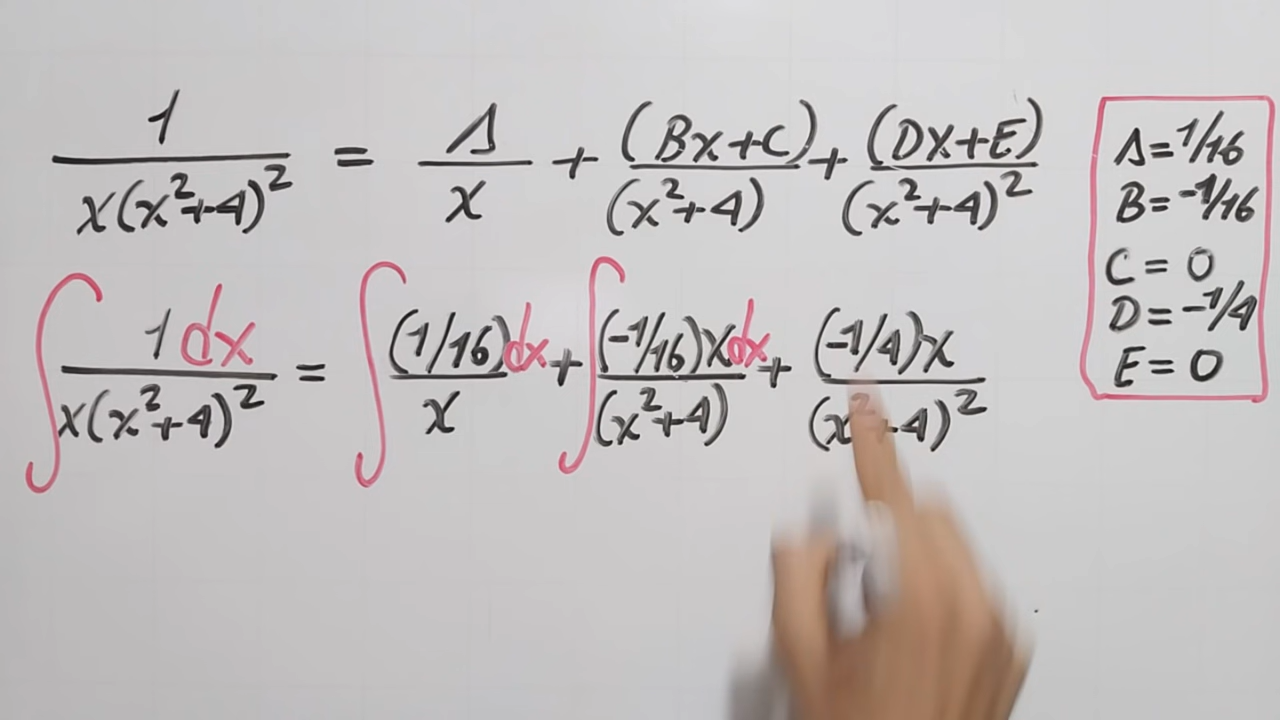 1/(x(x²+4)²) = A/x + (Bx+C)/(x²+4) + (Dx+E)/(x²+4)²
∫ 1dx/(x(x²+4)²) = ∫ (1/16)dx/x + ∫ (-1/16)xdx/(x²+4) + (-1/4)x/(x²+4)²
A=1/16
B=-1/16
C=0
D=-1/4
E=0